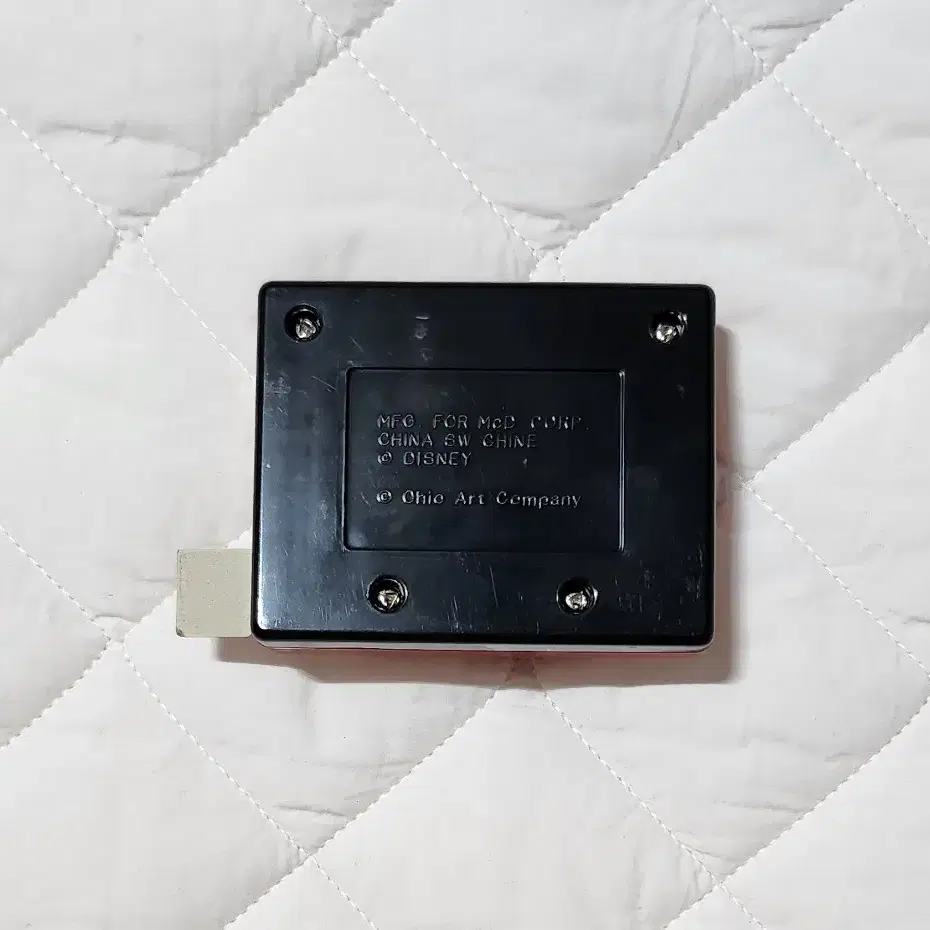 MFG. FOR McD. CORP.
CHINA SW CHINE
© DISNEY
© Ohio Art Company